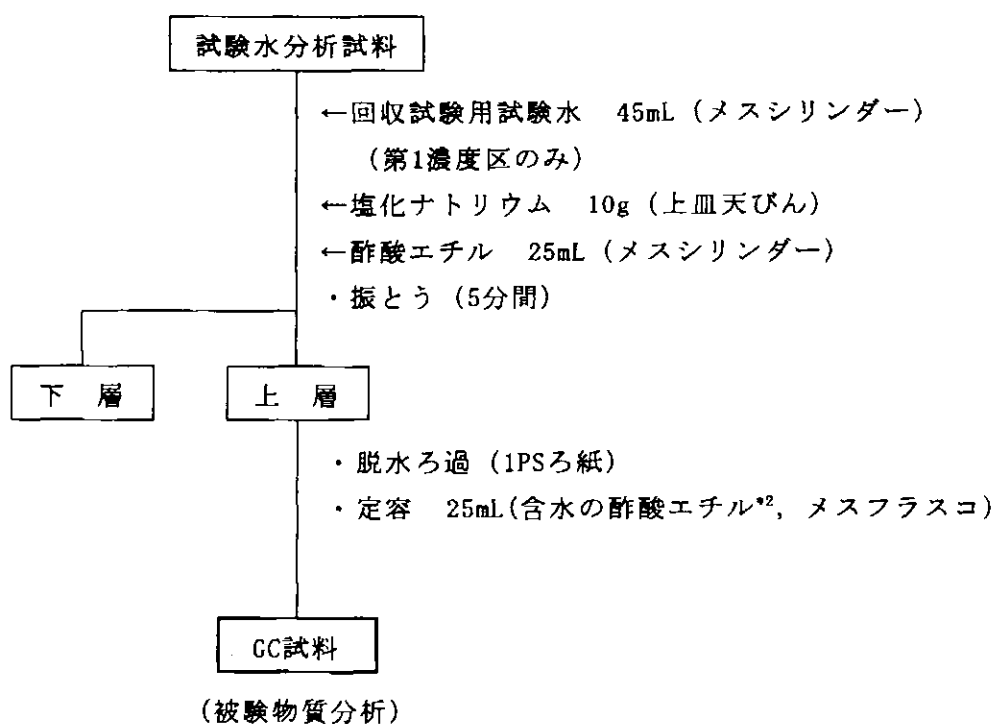 試験水分析試料
←回収試験用試験水 45mL (メスシリンダー)
(第1濃度区のみ)
←塩化ナトリウム 10g (上皿天びん)
←酢酸エチル 25mL (メスシリンダー)
・振とう (5分間)
下 層
上 層
・脱水ろ過 (1PSろ紙)
・定容 25mL(含水の酢酸エチル*2, メスフラスコ)
GC試料
(被験物質分析)